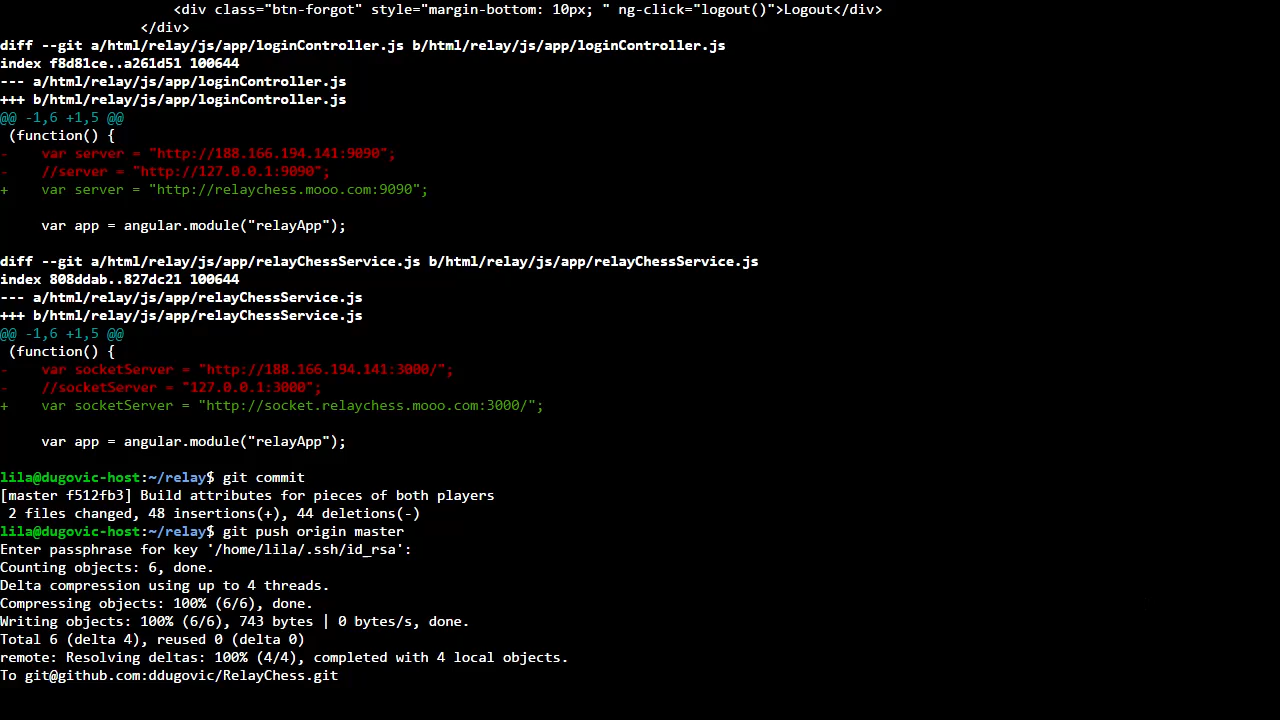 <div class="btn-forgot" style="margin-bottom: 10px; " ng-click="logout()">Logout</div>
</div>
diff --git a/html/relay/js/app/loginController.js b/html/relay/js/app/loginController.js
index f8d81ce..a261d51 100644
--- a/html/relay/js/app/loginController.js
+++ b/html/relay/js/app/loginController.js
@@ -1,6 +1,5 @@
(function() {
-    var server = "http://188.166.194.141:9090";
-    //server = "http://127.0.0.1:9090";
+    var server = "http://relaychess.mooo.com:9090";
var app = angular.module("relayApp");
diff --git a/html/relay/js/app/relayChessService.js b/html/relay/js/app/relayChessService.js
index 808ddab..827dc21 100644
--- a/html/relay/js/app/relayChessService.js
+++ b/html/relay/js/app/relayChessService.js
@@ -1,6 +1,5 @@
(function() {
-    var socketServer = "http://188.166.194.141:3000/";
-    //socketServer = "127.0.0.1:3000";
+    var socketServer = "http://socket.relaychess.mooo.com:3000/";
var app = angular.module("relayApp");
lila@dugovic-host:~/relay$ git commit
[master f512fb3] Build attributes for pieces of both players
2 files changed, 48 insertions(+), 44 deletions(-)
lila@dugovic-host:~/relay$ git push origin master
Enter passphrase for key '/home/lila/.ssh/id_rsa':
Counting objects: 6, done.
Delta compression using up to 4 threads.
Compressing objects: 100% (6/6), done.
Writing objects: 100% (6/6), 743 bytes | 0 bytes/s, done.
Total 6 (delta 4), reused 0 (delta 0)
remote: Resolving deltas: 100% (4/4), completed with 4 local objects.
To git@github.com:ddugovic/RelayChess.git